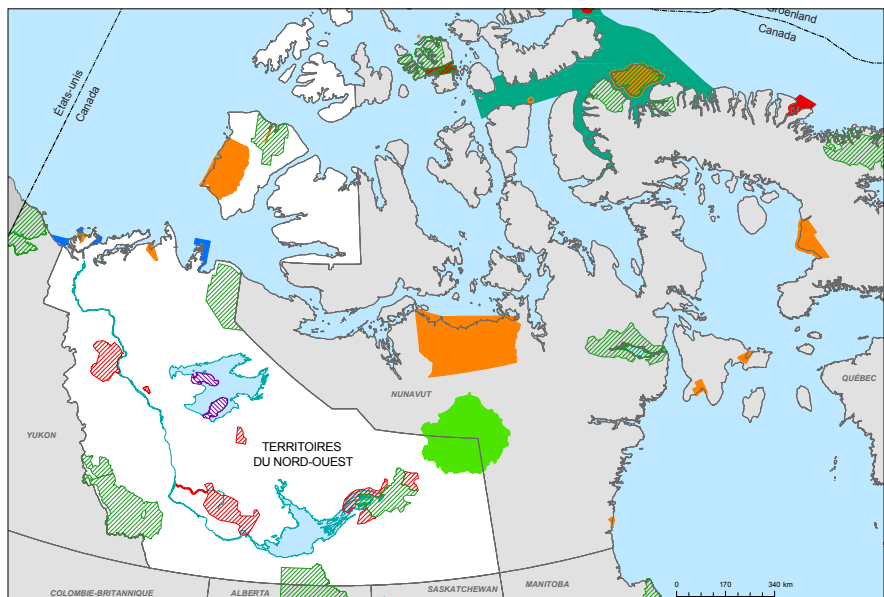 Groenland
Canada
États-unis
Canada
NUNAVUT
QUÉBEC
YUKON
TERRITOIRES
DU NORD-OUEST
COLOMBIE-BRITANNIQUE
ALBERTA
SASKATCHEWAN
MANITOBA
0 170 340 km